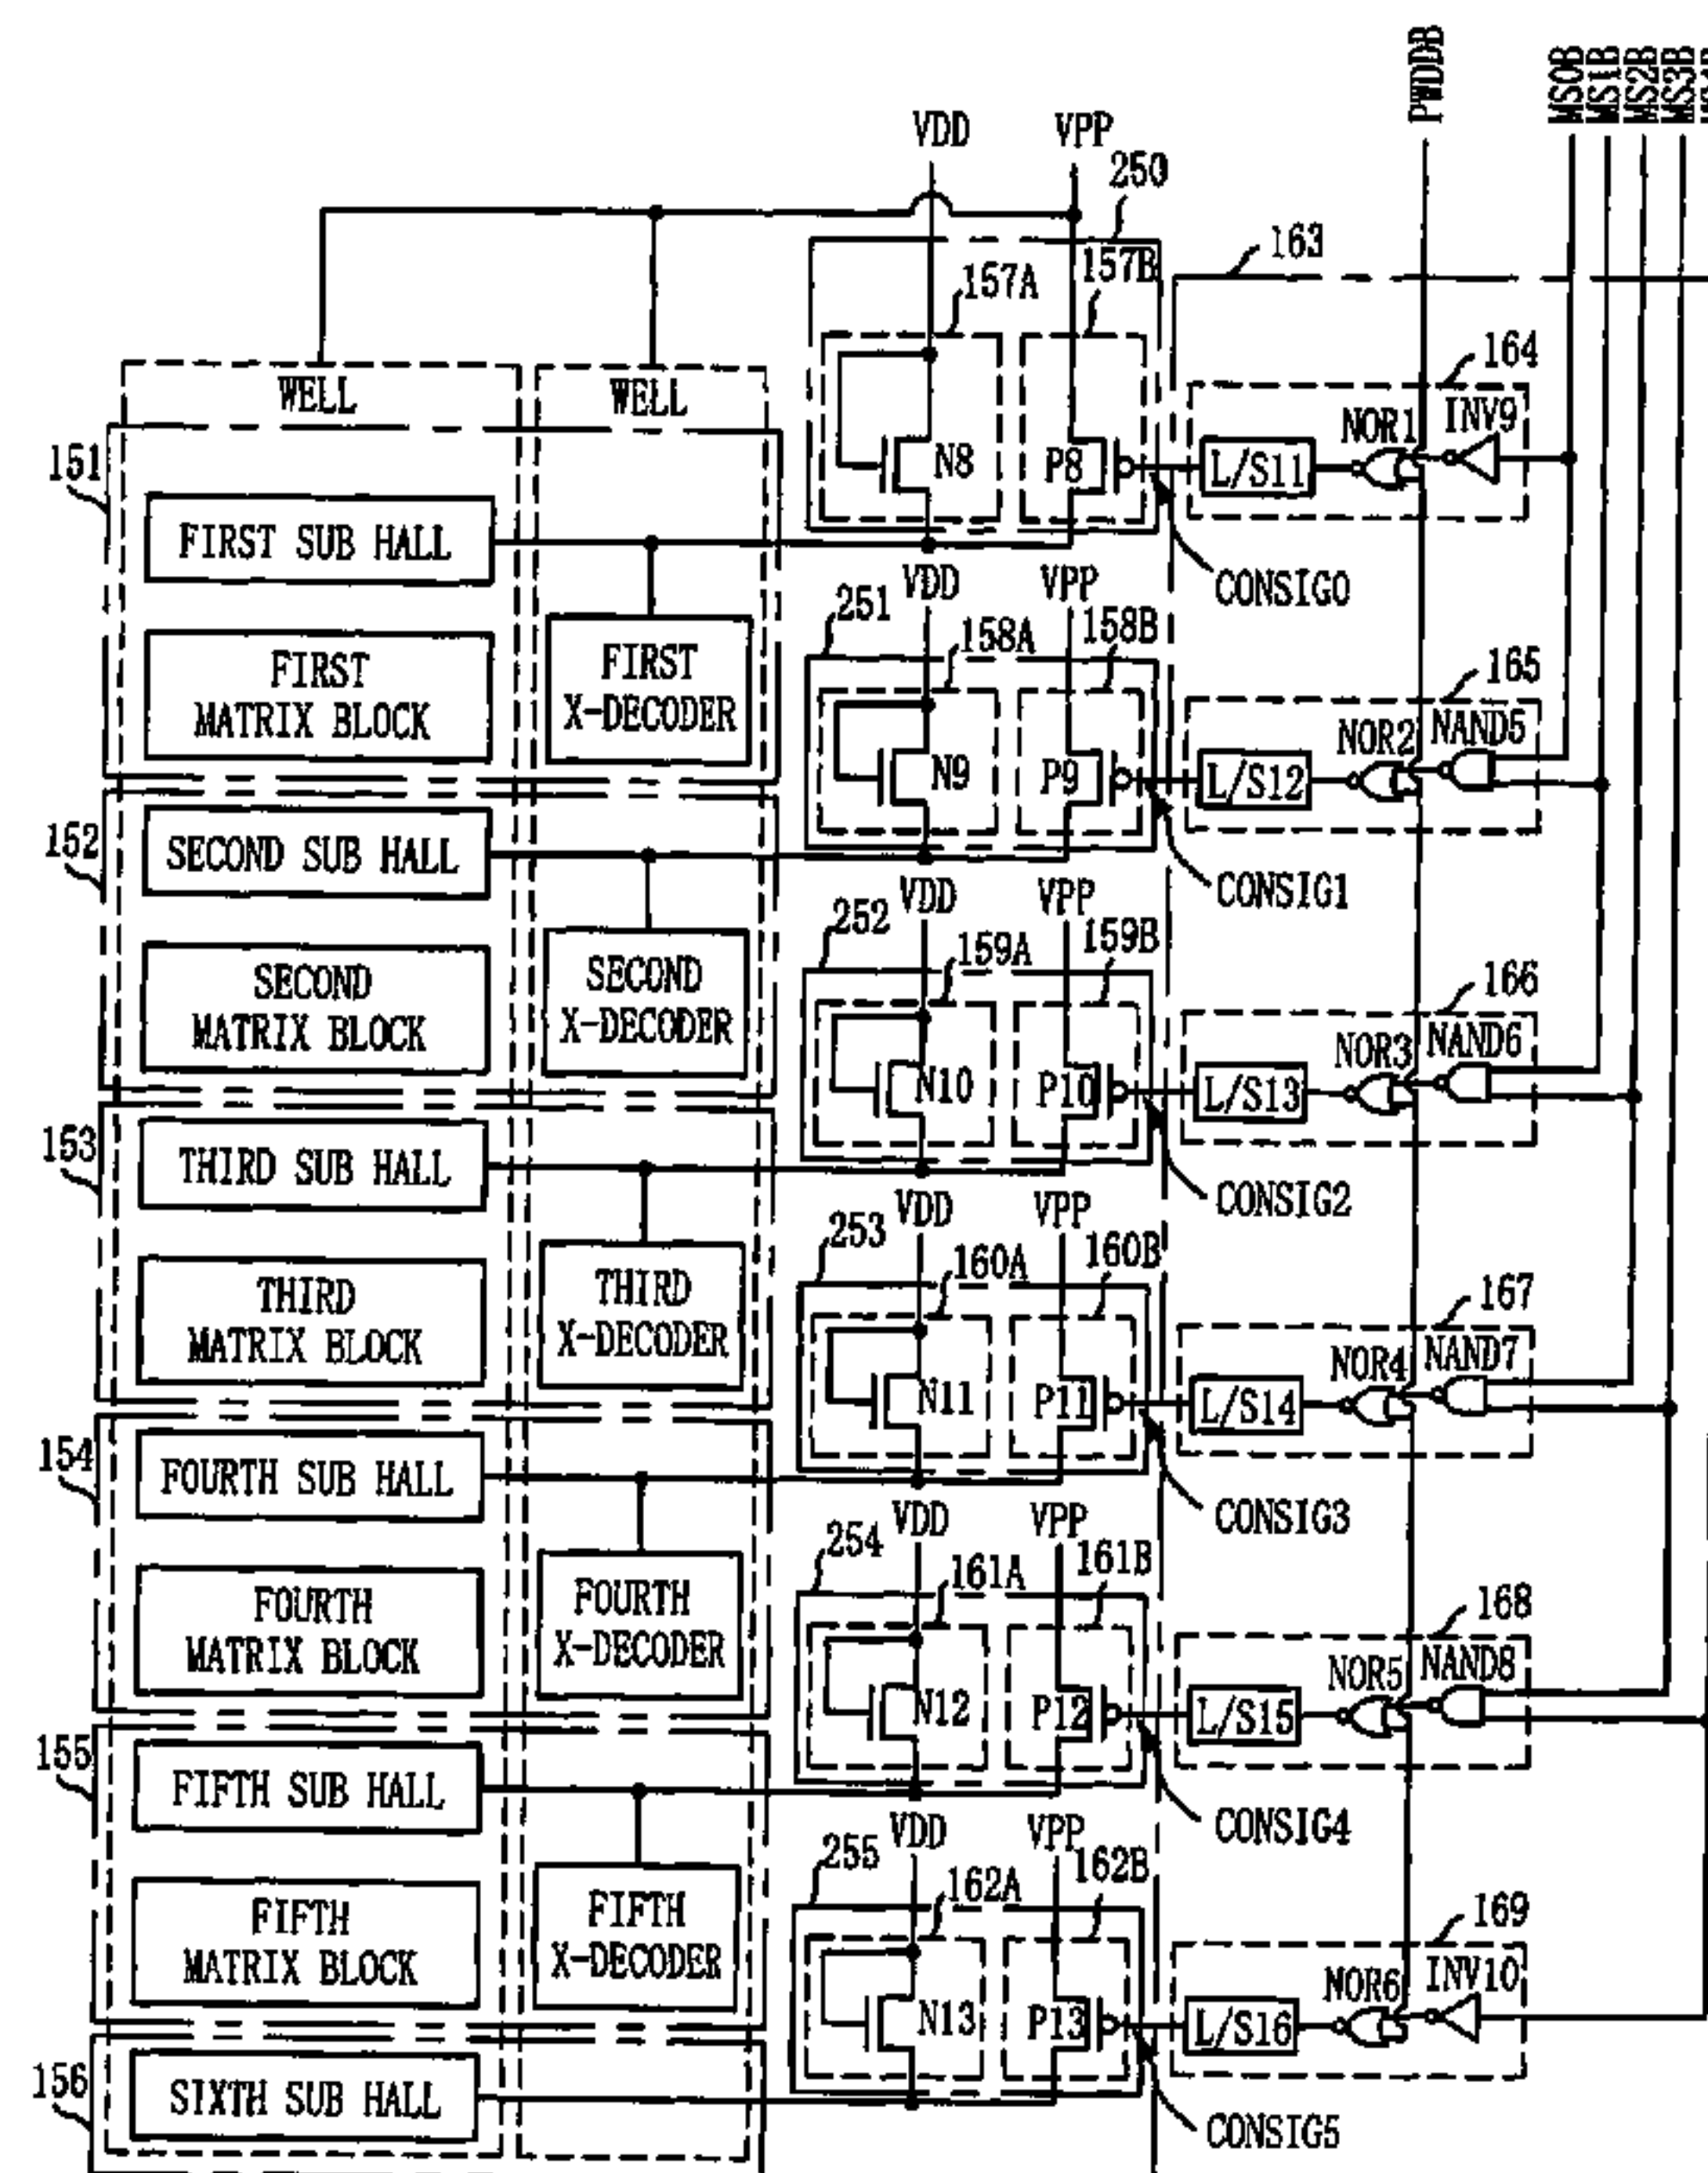 PWDDB
MS0B
MS1B
MS2B
MS3B
VDD
VPP
250
163
157A
157B
164
WELL
WELL
NOR1
INV9
151
N8
P8
L/S11
FIRST SUB HALL
CONSIG0
VDD
VPP
251
158A
158B
FIRST
MATRIX BLOCK
FIRST
X-DECODER
165
NOR2
NAND5
N9
P9
L/S12
152
SECOND SUB HALL
CONSIG1
VDD
VPP
252
159A
159B
SECOND
MATRIX BLOCK
SECOND
X-DECODER
166
NOR3
NAND6
N10
P10
L/S13
153
THIRD SUB HALL
CONSIG2
VDD
VPP
253
160A
160B
THIRD
MATRIX BLOCK
THIRD
X-DECODER
167
NOR4
NAND7
N11
P11
L/S14
154
FOURTH SUB HALL
CONSIG3
VDD
VPP
254
161A
161B
FOURTH
MATRIX BLOCK
FOURTH
X-DECODER
168
NOR5
NAND8
N12
P12
L/S15
155
FIFTH SUB HALL
CONSIG4
VDD
VPP
255
162A
162B
FIFTH
MATRIX BLOCK
FIFTH
X-DECODER
169
NOR6
INV10
N13
P13
L/S16
156
SIXTH SUB HALL
CONSIG5